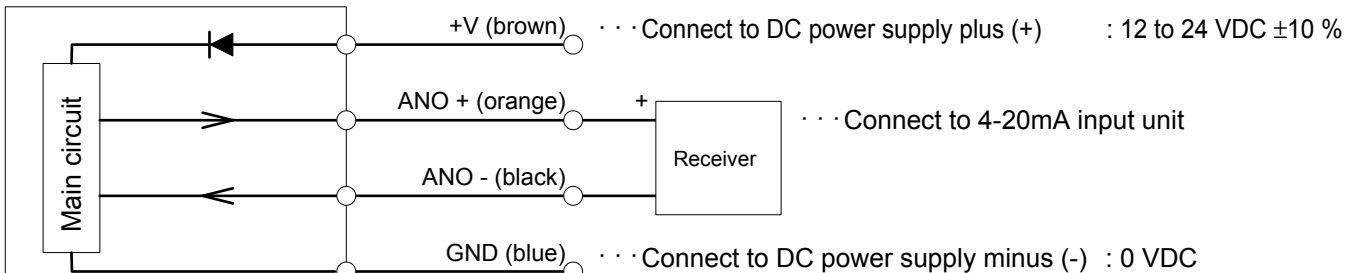 +V (brown) · · · Connect to DC power supply plus (+) : 12 to 24 VDC ±10 %
Main circuit
ANO + (orange) + Receiver · · · Connect to 4-20mA input unit
ANO - (black)
GND (blue) · · · Connect to DC power supply minus (-) : 0 VDC